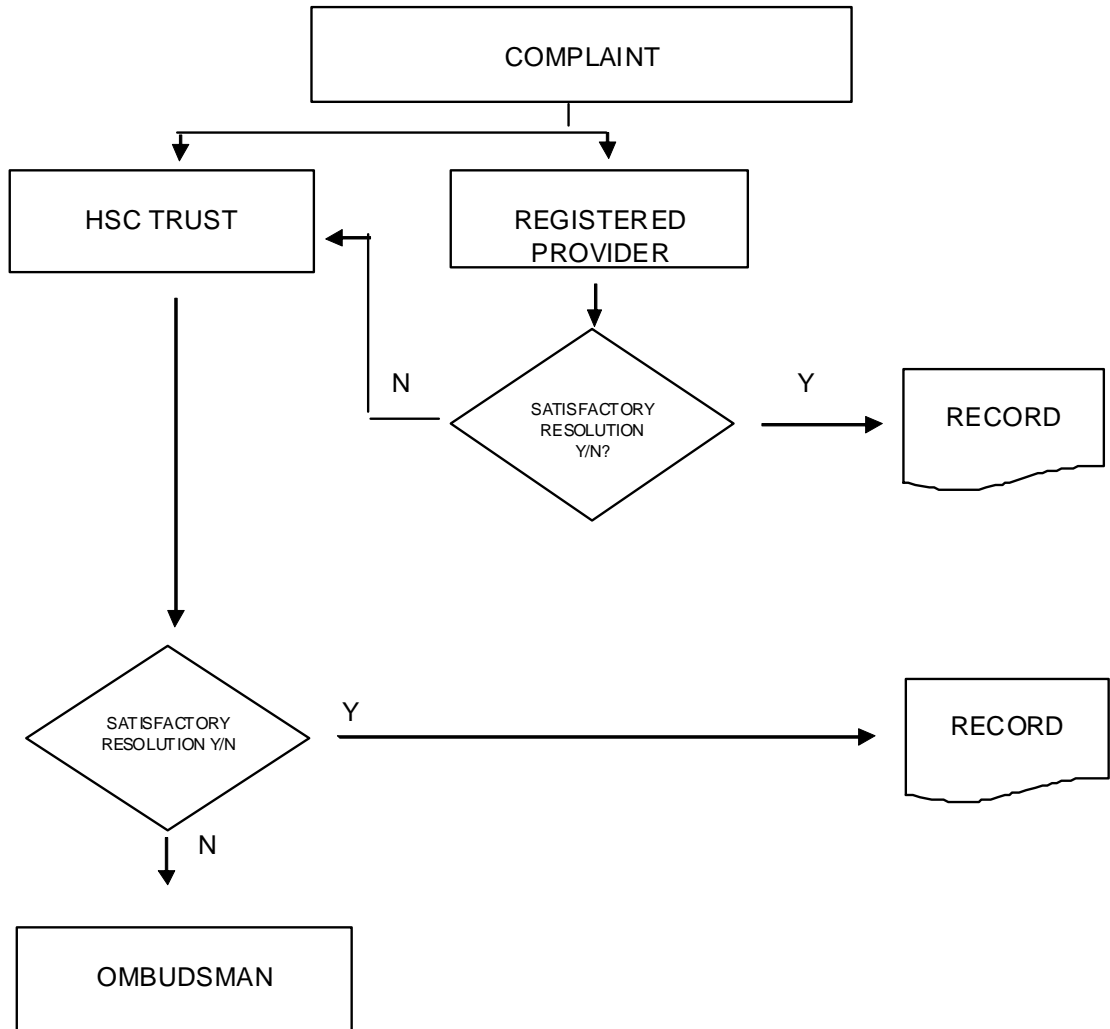 COMPLAINT
HSC TRUST
REGISTERED
PROVIDER
N
Y
SATISFACTORY
RESOLUTION
Y/N?
RECORD
SATISFACTORY
RESOLUTION Y/N
Y
RECORD
N
OMBUDSMAN